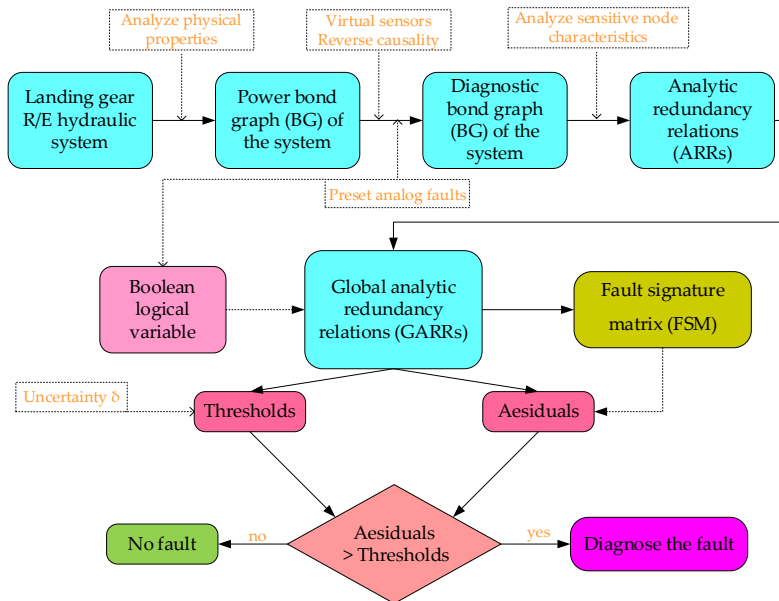 Analyze physical
properties
Virtual sensors
Reverse causality
Analyze sensitive node
characteristics
Landing gear
R/E hydraulic
system
Power bond
graph (BG) of
the system
Diagnostic
bond graph
(BG) of the
system
Analytic
redundancy
relations
(ARRs)
Preset analog faults
Boolean
logical
variable
Global analytic
redundancy
relations (GARRs)
Fault signature
matrix (FSM)
Uncertainty δ
Thresholds
Aesiduals
No fault
no
Aesiduals
> Thresholds
yes
Diagnose the fault